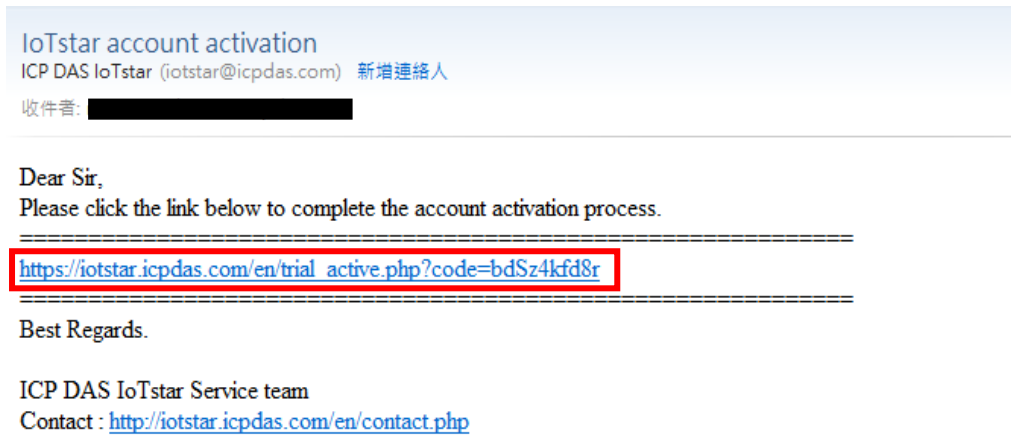 IoTstar account activation
ICP DAS IoTstar (iotstar@icpdas.com) 新增連絡人
收件者:
Dear Sir,
Please click the link below to complete the account activation process.
=============================================================
https://iotstar.icpdas.com/en/trial_active.php?code=bdSz4kfd8r
=============================================================
Best Regards.
ICP DAS IoTstar Service team
Contact : http://iotstar.icpdas.com/en/contact.php